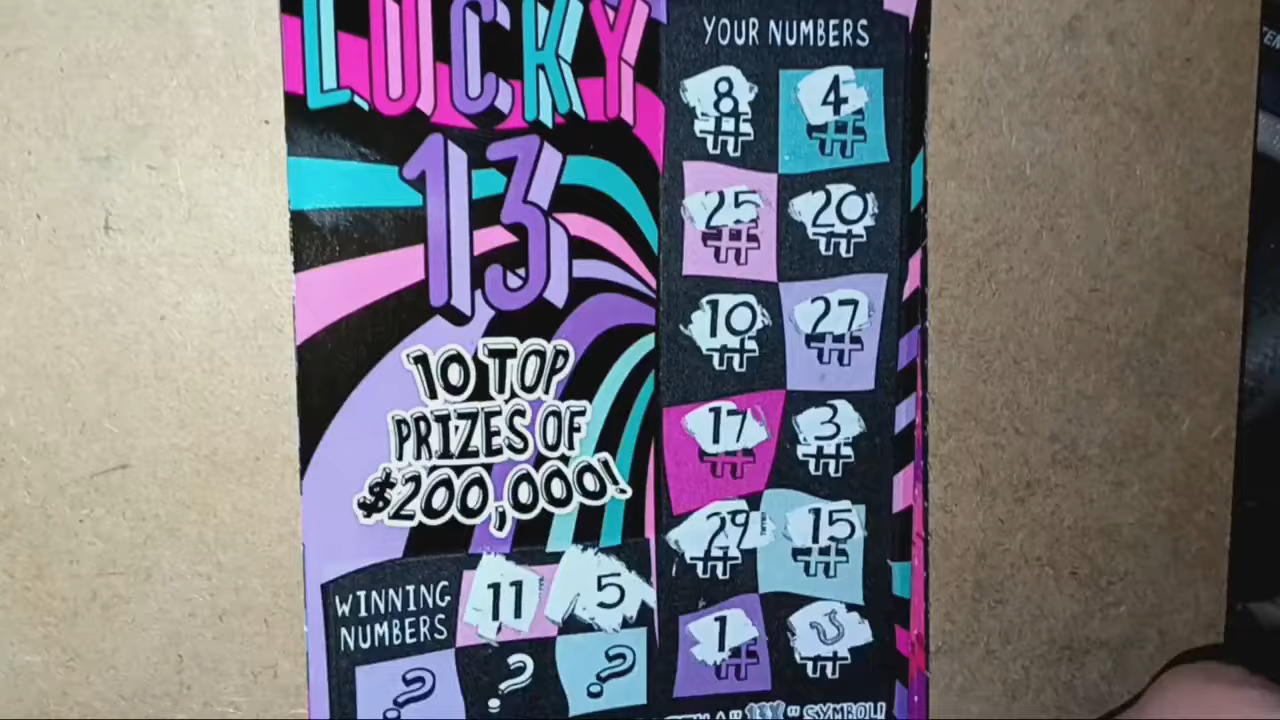 LUCKY
13
10 TOP
PRIZES OF
$200,000!
WINNING
NUMBERS
11 5
? ? ?
YOUR NUMBERS
8 4
# #
25 20
#
10 27
#
17 3
# #
29 15
# #
1
# #
"13X" SYMBOL!